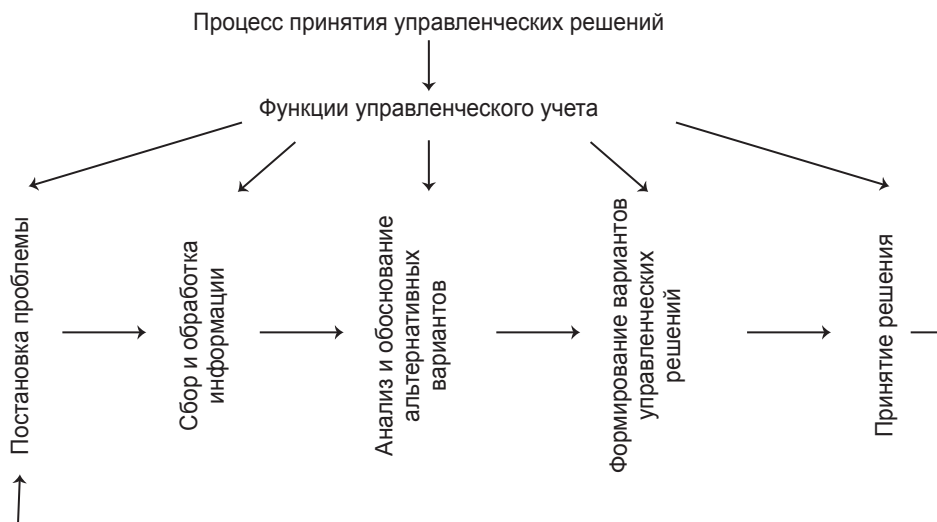 Процесс принятия управленческих решений
Функции управленческого учета
Постановка проблемы
Сбор и обработка
информации
Анализ и обоснование
альтернативных
вариантов
Формирование вариантов
управленческих
решений
Принятие решения